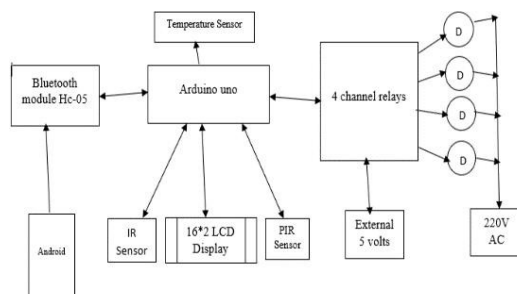 Temperature Sensor
Bluetooth
module Hc-05
Arduino uno
4 channel relays
D
D
D
D
Android
IR
Sensor
16*2 LCD
Display
PIR
Sensor
External
5 volts
220V
AC